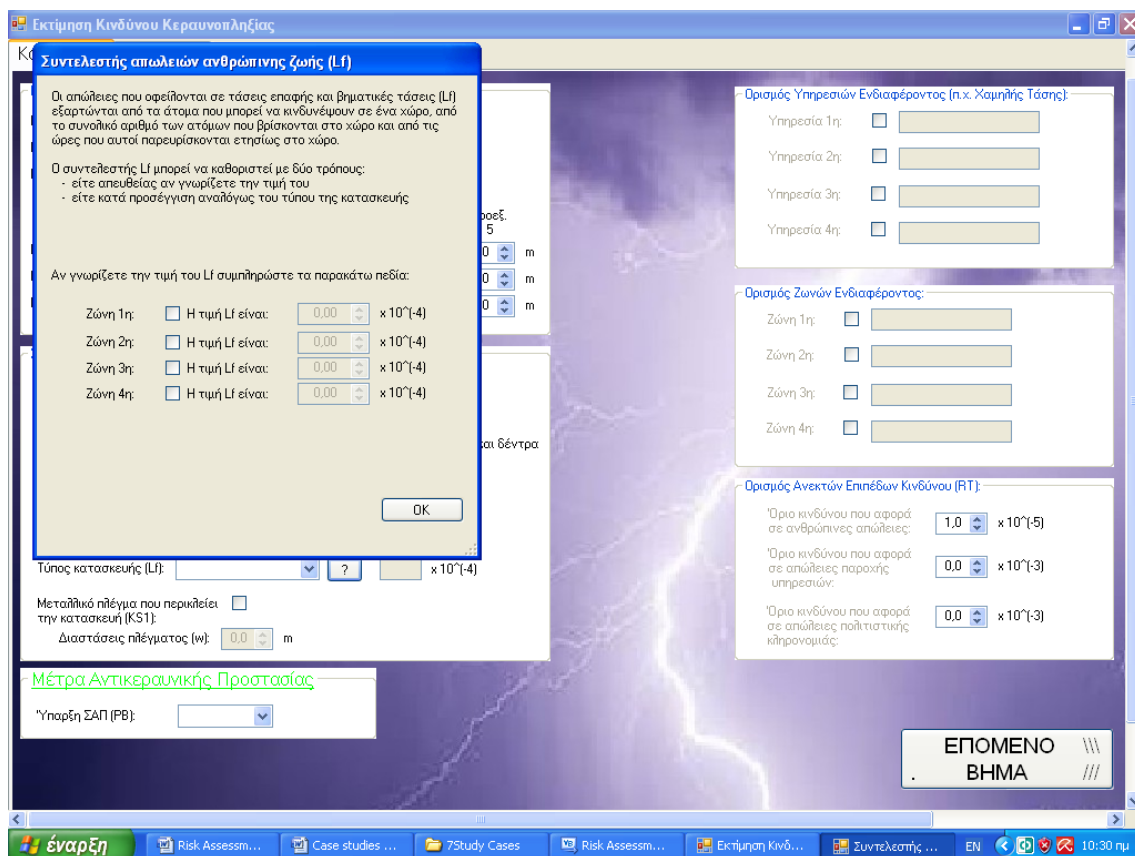 Εκτίμηση Κινδύνου Κεραυνοπληξίας
Συντελεστής απωλειών ανθρώπινης ζωής (Lf)
Οι απώλειες που οφείλονται σε τάσεις επαφής και βηματικές τάσεις (Lf)
εξαρτώνται από τα άτομα που μπορεί να κινδυνέψουν σε ένα χώρο, από
το συνολικό αριθμό των ατόμων που βρίσκονται στο χώρο και από τις
ώρες που αυτοί παρευρίσκονται ετησίως στο χώρο.
Ο συντελεστής Lf μπορεί να καθοριστεί με δύο τρόπους:
- είτε απευθείας αν γνωρίζετε την τιμή του
- είτε κατά προσέγγιση αναλόγως του τύπου της κατασκευής
Αν γνωρίζετε την τιμή του Lf συμπληρώστε τα παρακάτω πεδία:
Ζώνη 1η: Η τιμή Lf είναι: 0,00 x 10^(-4)
Ζώνη 2η: Η τιμή Lf είναι: 0,00 x 10^(-4)
Ζώνη 3η: Η τιμή Lf είναι: 0,00 x 10^(-4)
Ζώνη 4η: Η τιμή Lf είναι: 0,00 x 10^(-4)
OK
ροεξ.
5
0 m
0 m
0 m
και δέντρα
Τύπος κατασκευής (Lf): ? x 10^(-4)
Μεταλλικό πλέγμα που περικλείει
την κατασκευή (KS1):
Διαστάσεις πλέγματος (w): 0,0 m
Μέτρα Αντικεραυνικής Προστασίας
Ύπαρξη ΣΑΠ (PB):
Ορισμός Υπηρεσιών Ενδιαφέροντος (π.χ. Χαμηλής Τάσης):
Υπηρεσία 1η:
Υπηρεσία 2η:
Υπηρεσία 3η:
Υπηρεσία 4η:
Ορισμός Ζωνών Ενδιαφέροντος:
Ζώνη 1η:
Ζώνη 2η:
Ζώνη 3η:
Ζώνη 4η:
Ορισμός Ανεκτών Επιπέδων Κινδύνου (RT):
Όριο κινδύνου που αφορά
σε ανθρώπινες απώλειες: 1,0 x 10^(-5)
Όριο κινδύνου που αφορά
σε απώλειες παροχής
υπηρεσιών: 0,0 x 10^(-3)
Όριο κινδύνου που αφορά
σε απώλειες πολιτιστικής
κληρονομιάς: 0,0 x 10^(-3)
ΕΠΟΜΕΝΟ \\\
. ΒΗΜΑ ///
έναρξη Risk Assessm... Case studies ... 7Study Cases Risk Assessm... Εκτίμηση Κινδ... Συντελεστής ... EN 10:30 πμ